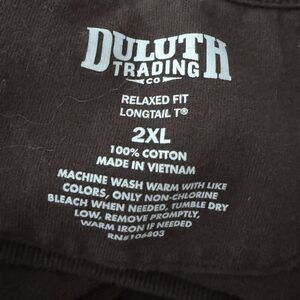 DULUTH
TRADING
CO
RELAXED FIT
LONGTAIL T®
2XL
100% COTTON
MADE IN VIETNAM
MACHINE WASH WARM WITH LIKE
COLORS, ONLY NON-CHLORINE
BLEACH WHEN NEEDED, TUMBLE DRY
LOW, REMOVE PROMPTLY,
WARM IRON IF NEEDED
RN# 106803